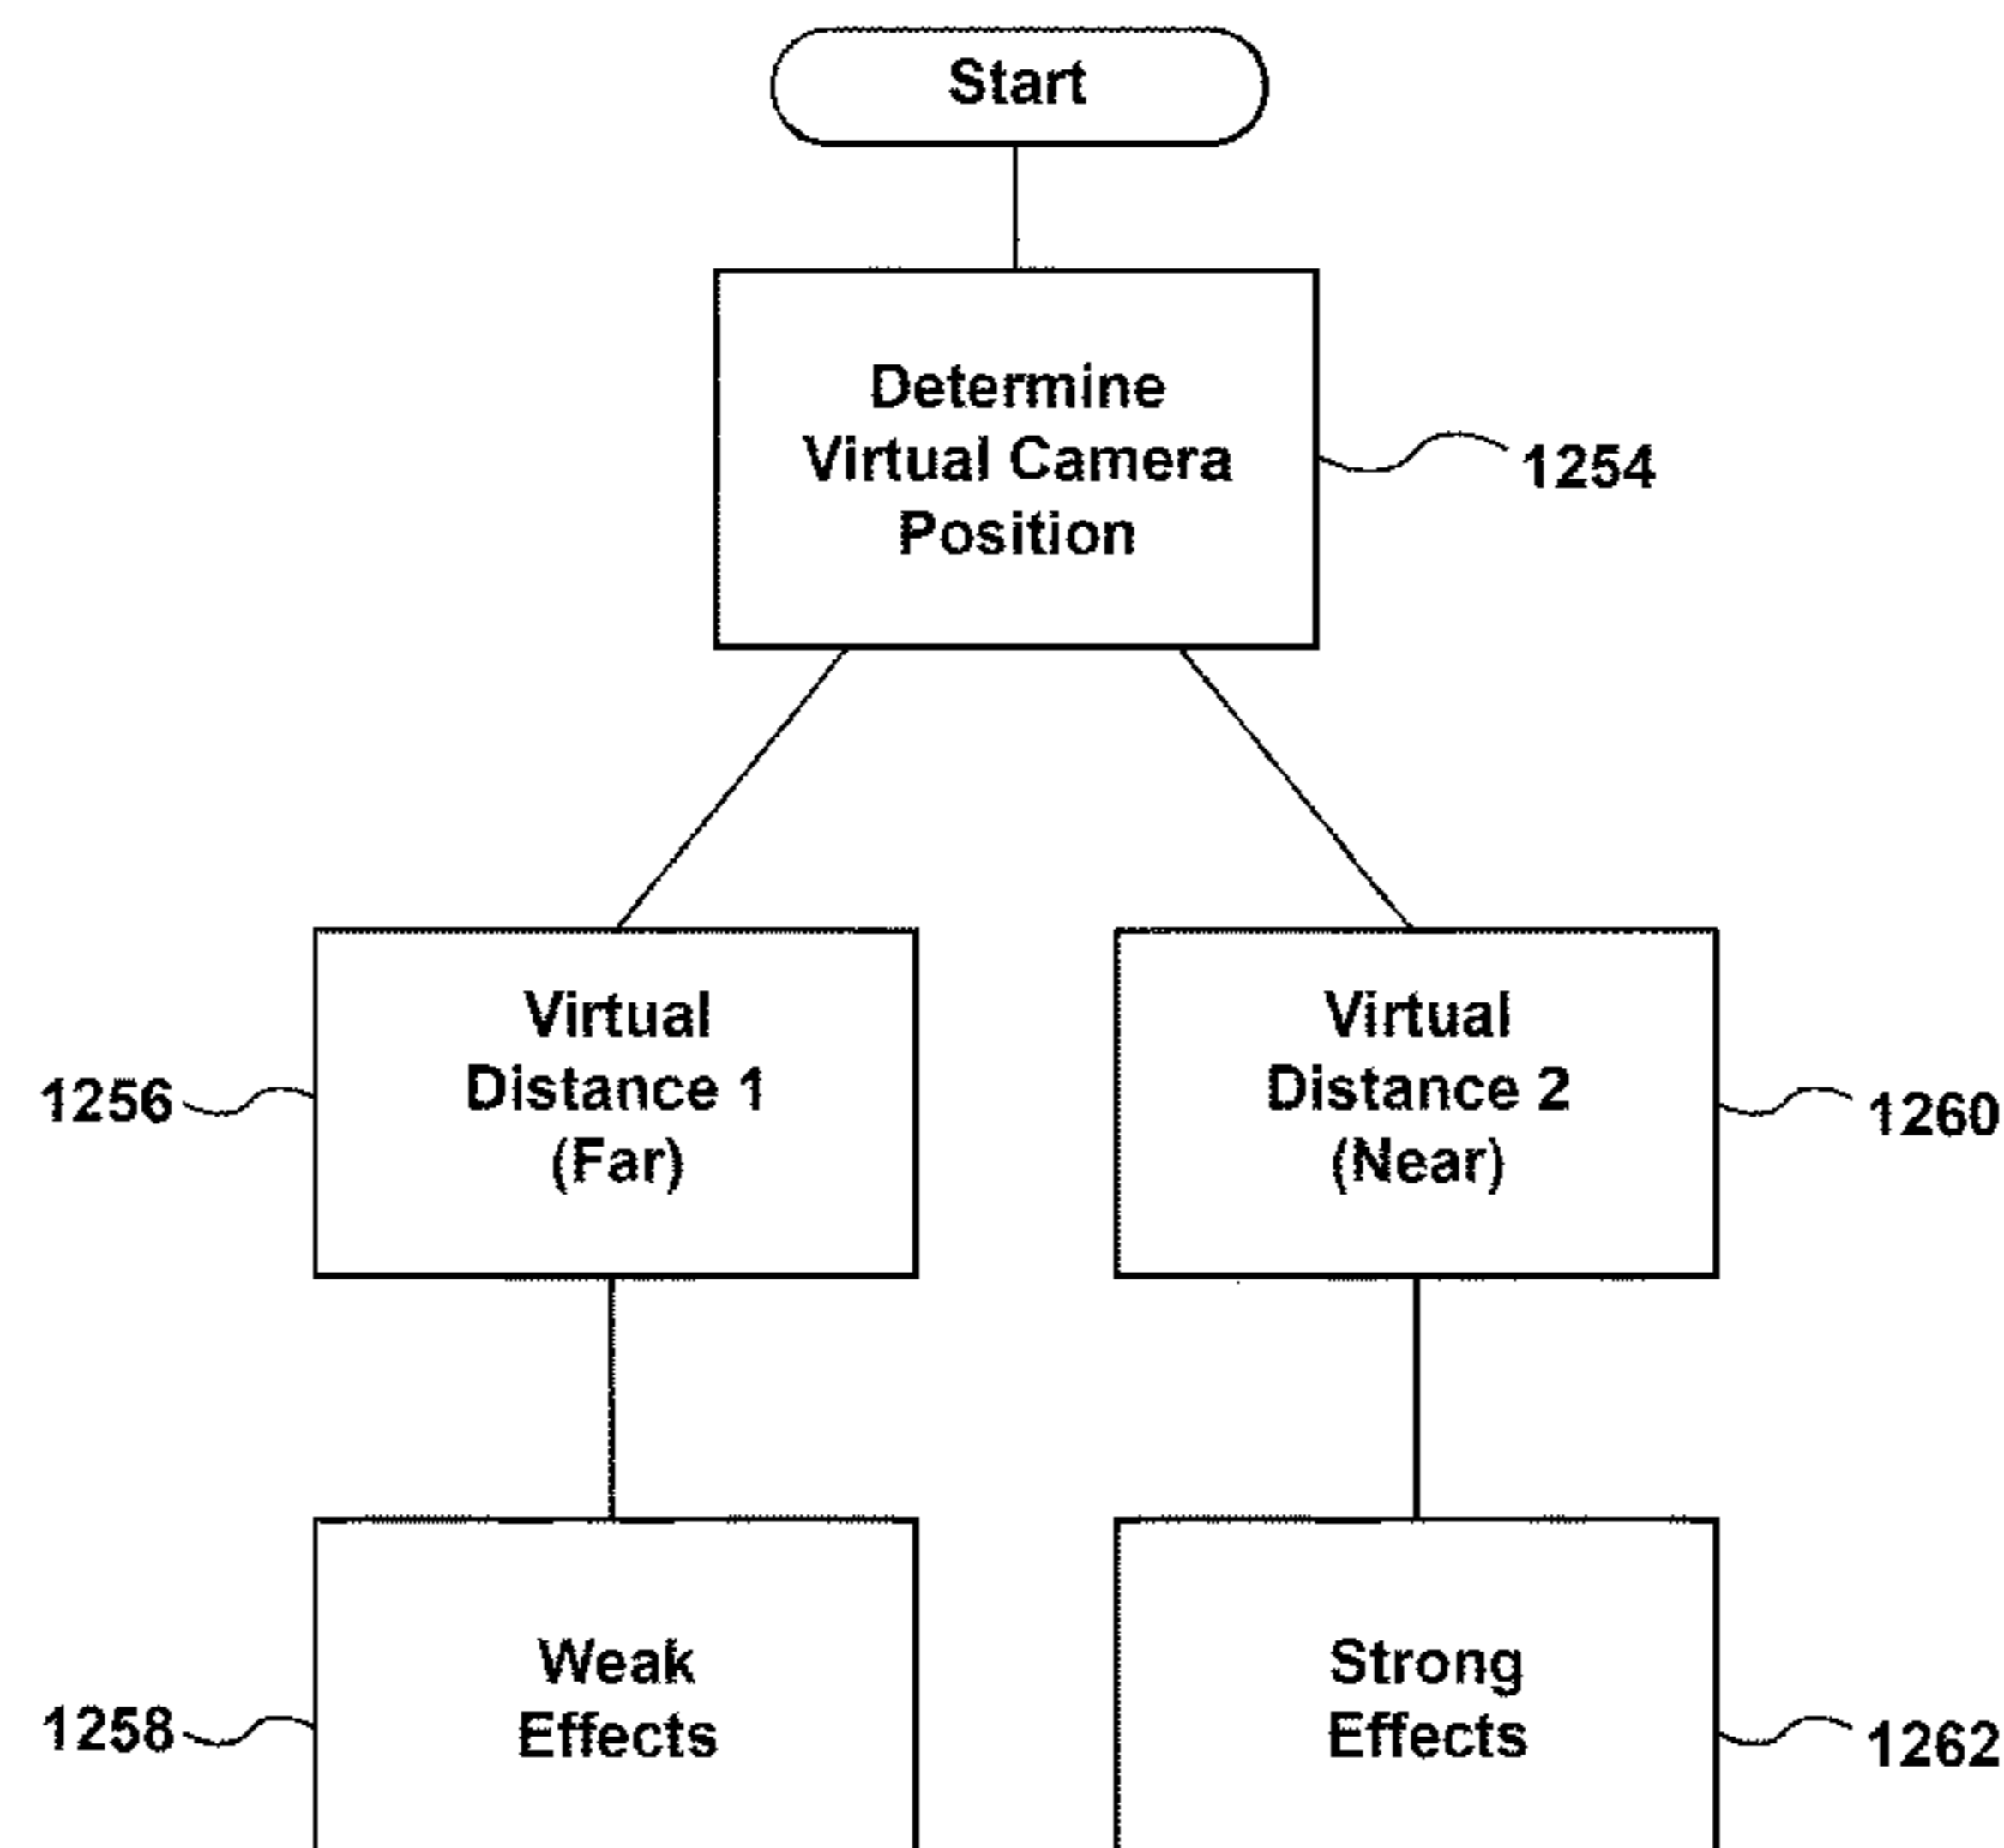 Start
Determine
Virtual Camera
Position
1254
Virtual
Distance 1
(Far)
1256
Virtual
Distance 2
(Near)
1260
Weak
Effects
1258
Strong
Effects
1262